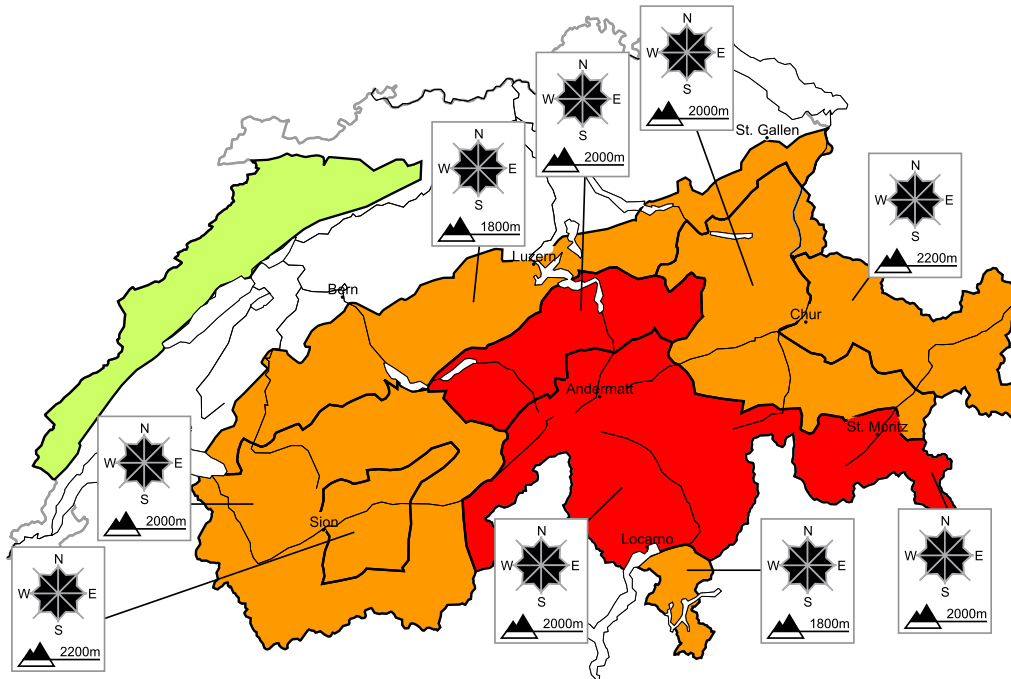 N
W E
S
2000m
N
W E
S
2000m
N
W E
S
1800m
St. Gallen
N
W E
S
2200m
Luzern
Bern
Chur
Andermatt
St. Moritz
N
W E
S
2000m
Sion
N
W E
S
2200m
Locarno
N
W E
S
2000m
N
W E
S
1800m
N
W E
S
2000m